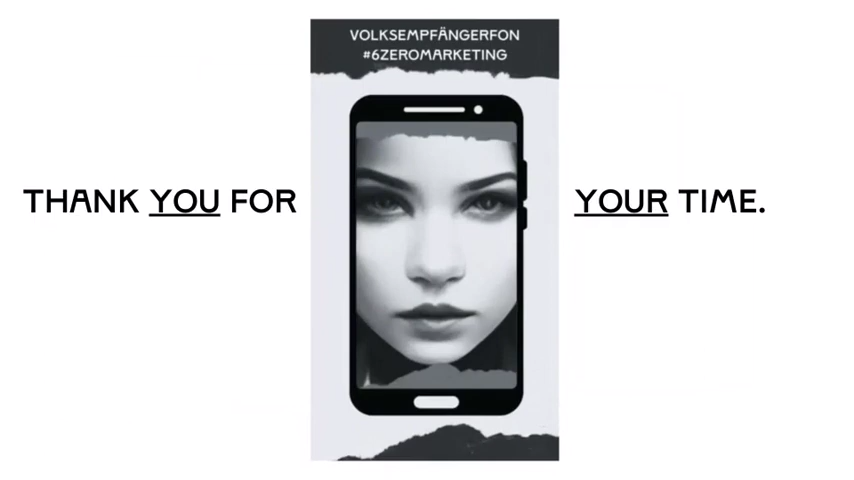 VOLKSEMPFÄNGERFON
#6ZEROMARKETING
THANK YOU FOR
YOUR TIME.